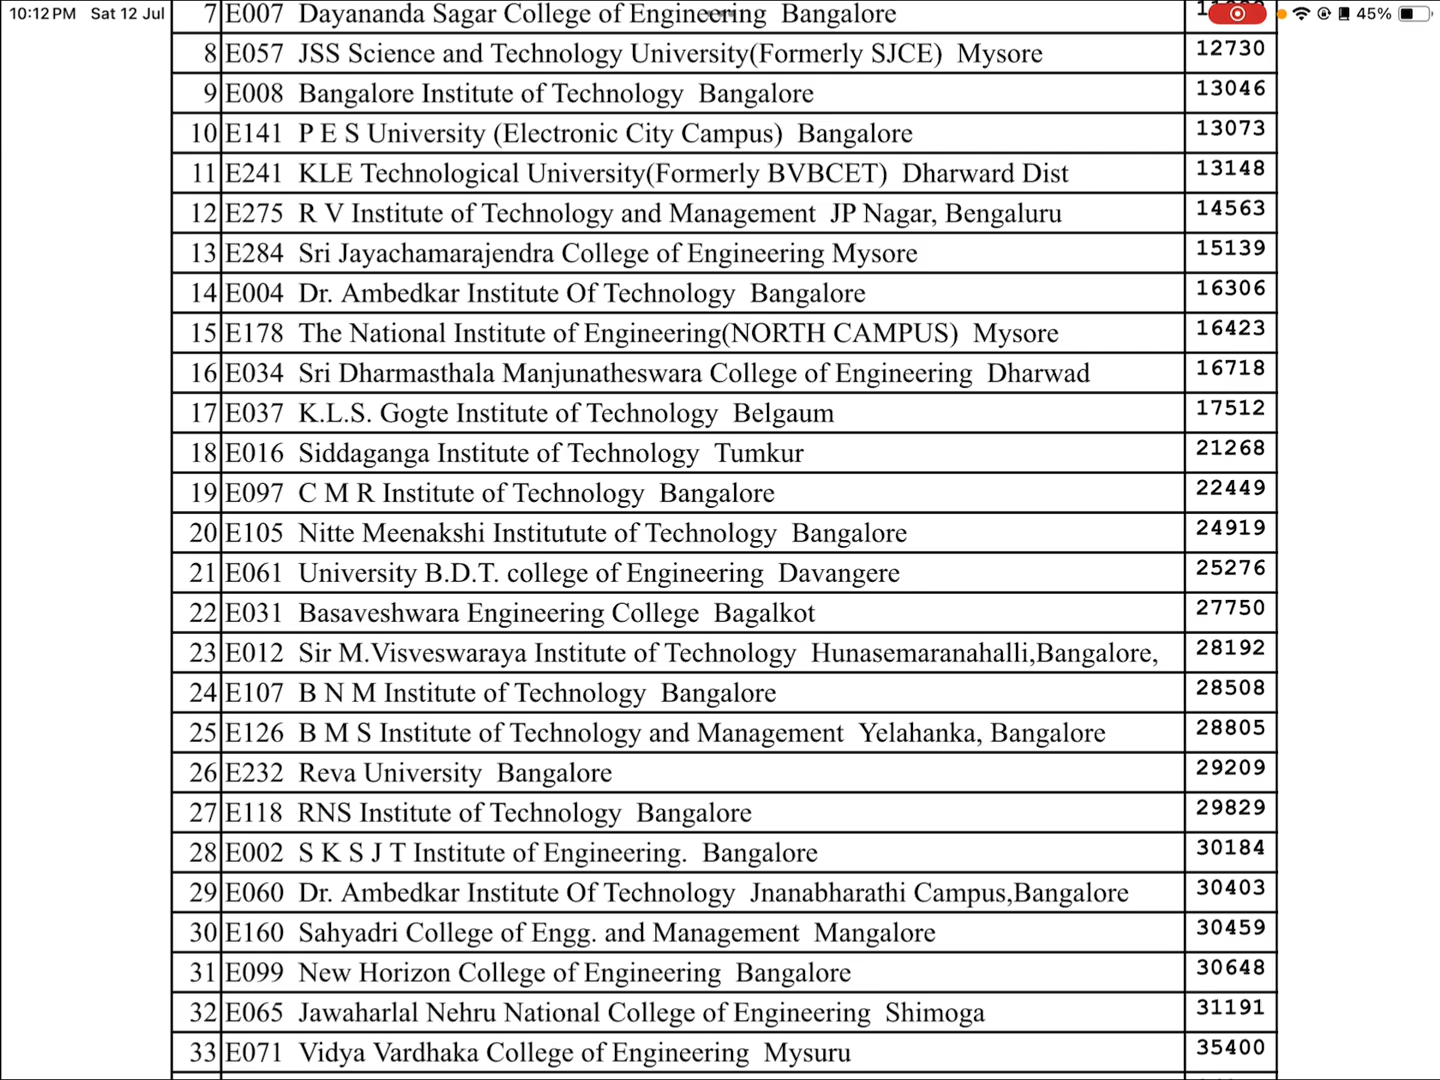 10:12 PM Sat 12 Jul
45%
7 E007 Dayananda Sagar College of Engineering Bangalore
8 E057 JSS Science and Technology University(Formerly SJCE) Mysore 12730
9 E008 Bangalore Institute of Technology Bangalore 13046
10 E141 P E S University (Electronic City Campus) Bangalore 13073
11 E241 KLE Technological University(Formerly BVBCET) Dharward Dist 13148
12 E275 R V Institute of Technology and Management JP Nagar, Bengaluru 14563
13 E284 Sri Jayachamarajendra College of Engineering Mysore 15139
14 E004 Dr. Ambedkar Institute Of Technology Bangalore 16306
15 E178 The National Institute of Engineering(NORTH CAMPUS) Mysore 16423
16 E034 Sri Dharmasthala Manjunatheswara College of Engineering Dharwad 16718
17 E037 K.L.S. Gogte Institute of Technology Belgaum 17512
18 E016 Siddaganga Institute of Technology Tumkur 21268
19 E097 C M R Institute of Technology Bangalore 22449
20 E105 Nitte Meenakshi Institutute of Technology Bangalore 24919
21 E061 University B.D.T. college of Engineering Davangere 25276
22 E031 Basaveshwara Engineering College Bagalkot 27750
23 E012 Sir M.Visveswaraya Institute of Technology Hunasemaranahalli,Bangalore, 28192
24 E107 B N M Institute of Technology Bangalore 28508
25 E126 B M S Institute of Technology and Management Yelahanka, Bangalore 28805
26 E232 Reva University Bangalore 29209
27 E118 RNS Institute of Technology Bangalore 29829
28 E002 S K S J T Institute of Engineering. Bangalore 30184
29 E060 Dr. Ambedkar Institute Of Technology Jnanabharathi Campus,Bangalore 30403
30 E160 Sahyadri College of Engg. and Management Mangalore 30459
31 E099 New Horizon College of Engineering Bangalore 30648
32 E065 Jawaharlal Nehru National College of Engineering Shimoga 31191
33 E071 Vidya Vardhaka College of Engineering Mysuru 35400